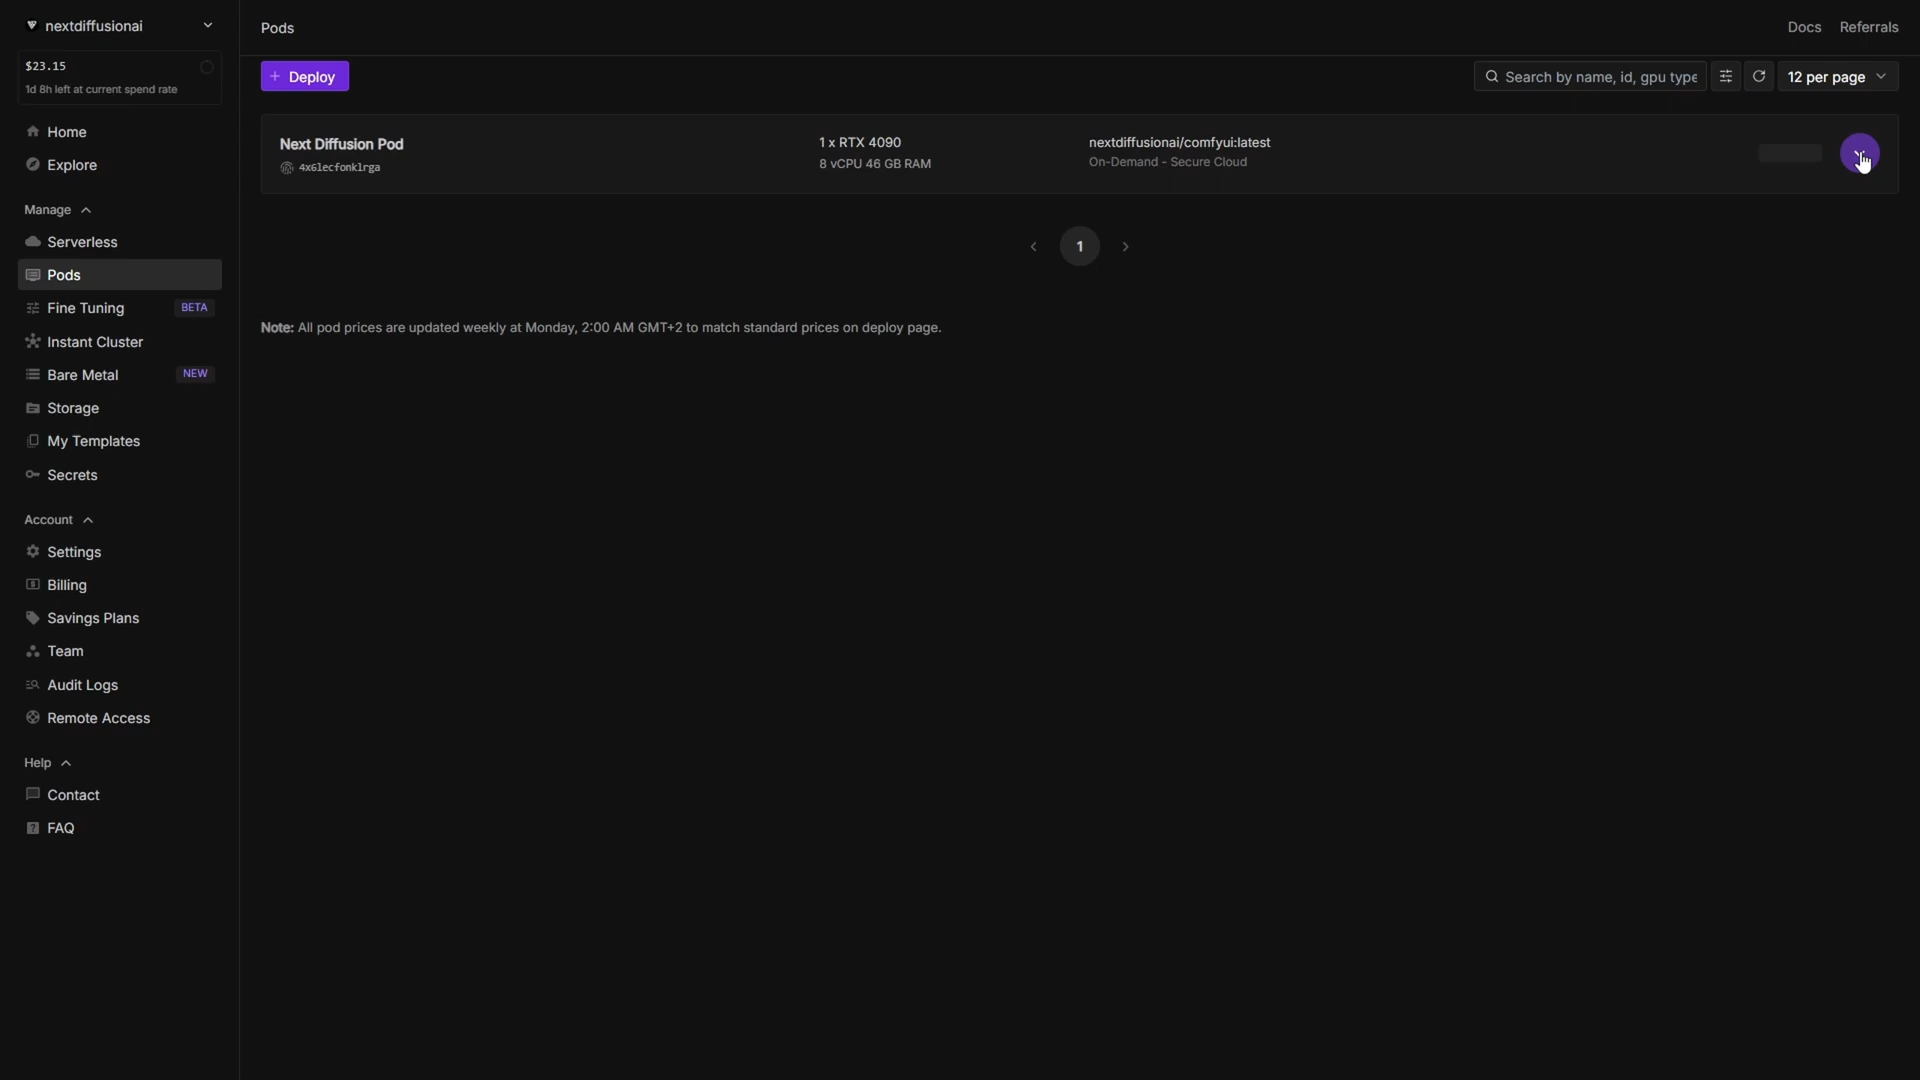 nextdiffusionai
$23.15
1d 8h left at current spend rate
Home
Explore
Manage
Serverless
Pods
Fine Tuning BETA
Instant Cluster
Bare Metal NEW
Storage
My Templates
Secrets
Account
Settings
Billing
Savings Plans
Team
Audit Logs
Remote Access
Help
Contact
FAQ
Pods
Docs Referrals
+ Deploy
Search by name, id, gpu type
12 per page
Next Diffusion Pod
4x6lecfonklrga
1 x RTX 4090
8 vCPU 46 GB RAM
nextdiffusionai/comfyui:latest
On-Demand - Secure Cloud
1
Note: All pod prices are updated weekly at Monday, 2:00 AM GMT+2 to match standard prices on deploy page.